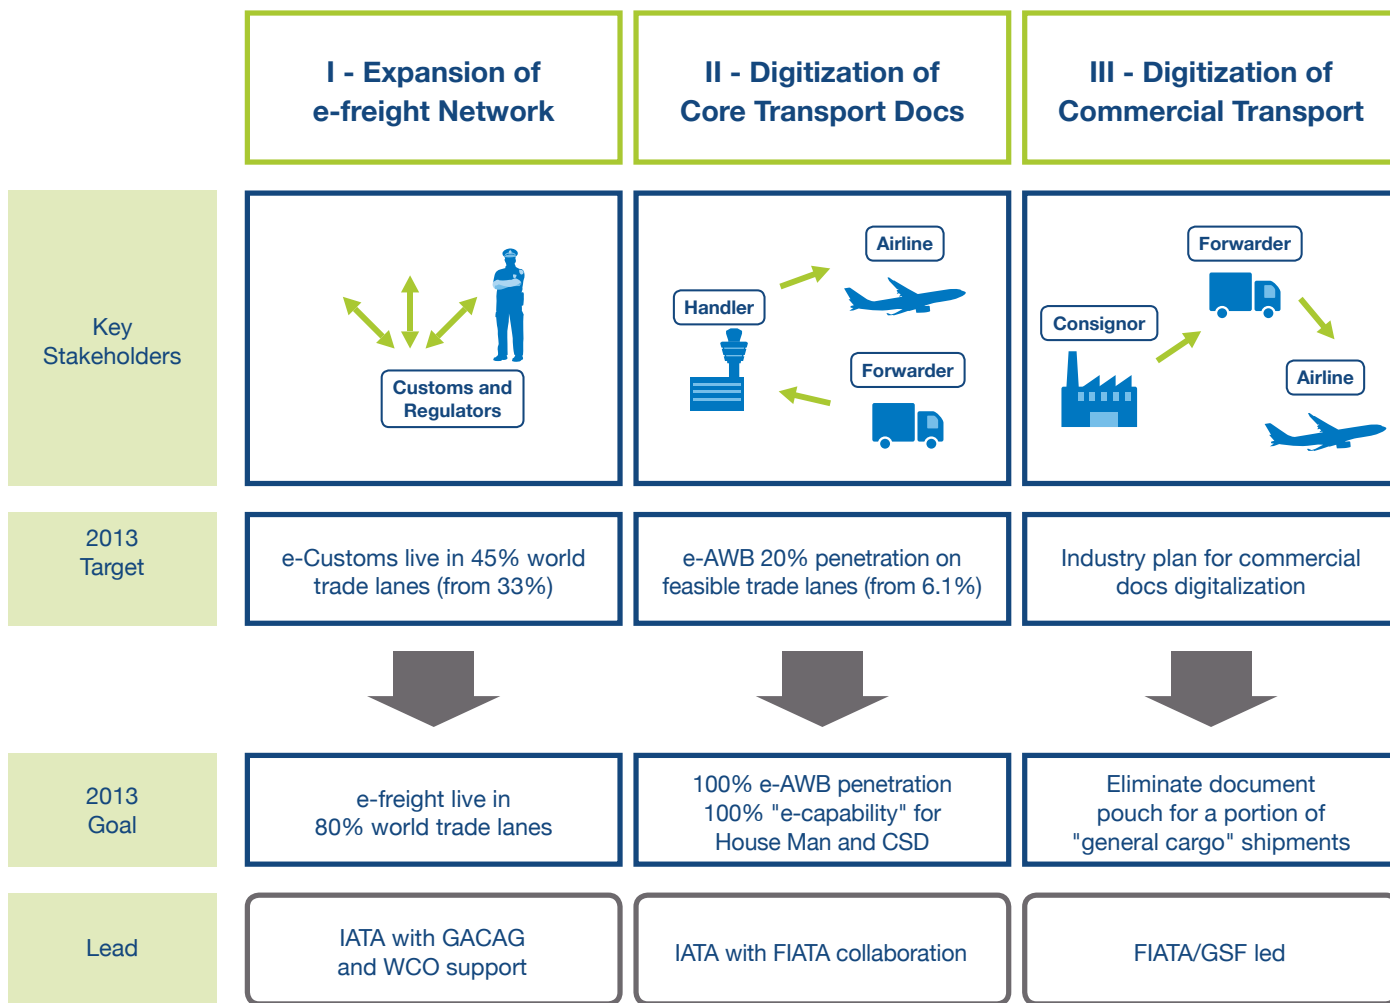 I - Expansion of
e-freight Network
II - Digitization of
Core Transport Docs
III - Digitization of
Commercial Transport
Key
Stakeholders
Customs and
Regulators
Handler
Airline
Forwarder
Consignor
Forwarder
Airline
2013
Target
e-Customs live in 45% world
trade lanes (from 33%)
e-AWB 20% penetration on
feasible trade lanes (from 6.1%)
Industry plan for commercial
docs digitalization
2013
Goal
e-freight live in
80% world trade lanes
100% e-AWB penetration
100% "e-capability" for
House Man and CSD
Eliminate document
pouch for a portion of
"general cargo" shipments
Lead
IATA with GACAG
and WCO support
IATA with FIATA collaboration
FIATA/GSF led